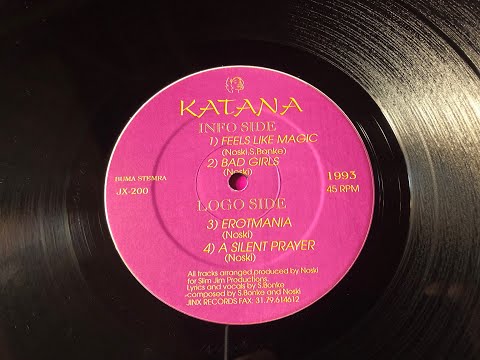 KATANA
INFO SIDE
1) FEELS LIKE MAGIC
(Noski,S.Bonke)
2) BAD GIRLS
(Noski)
BUMA STEMRA
JX-200
1993
45 RPM
LOGO SIDE
3) EROTMANIA
(Noski)
4) A SILENT PRAYER
(Noski)
All tracks arranged produced by Noski
for Slim Jim Productions.
Lyrics and vocals by S.Bonke
composed by S.Bonke and Noski
JINX RECORDS FAX: 31.79.614612